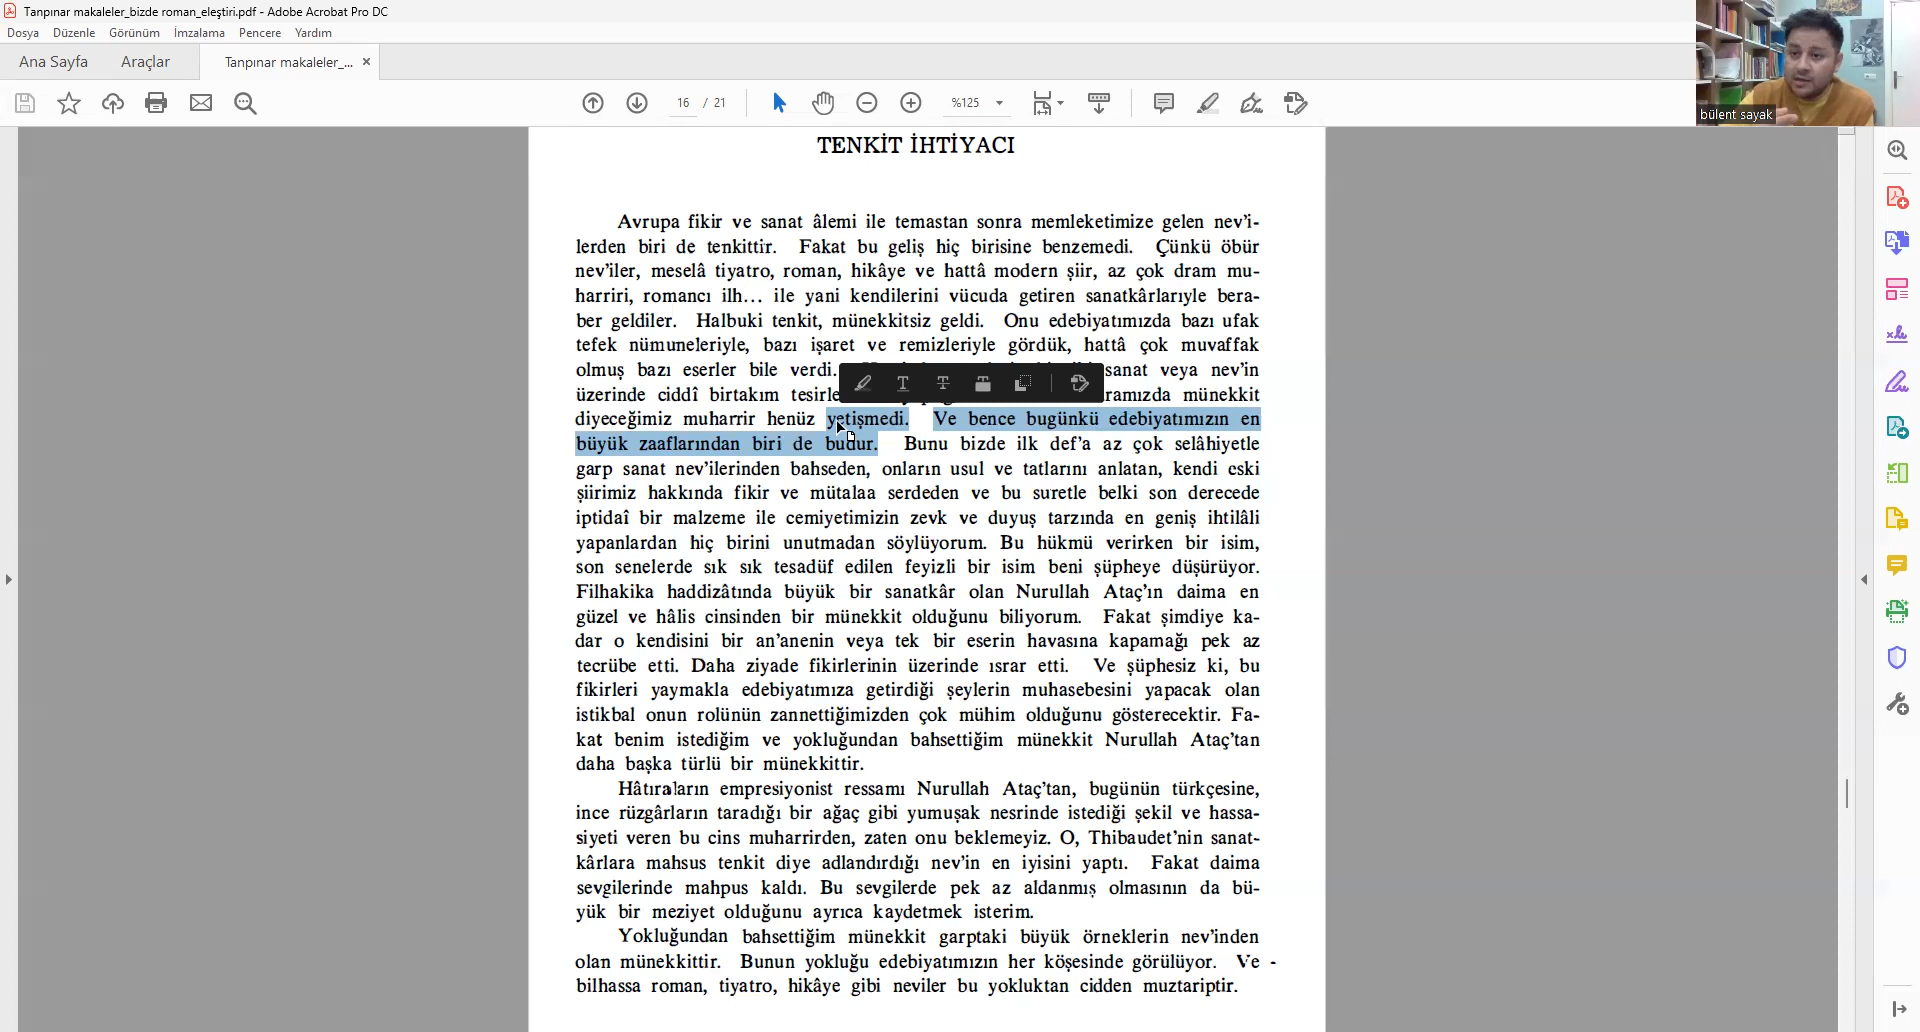 Tanpınar makaleler_bizde roman_eleştiri.pdf - Adobe Acrobat Pro DC
Dosya Düzenle Görünüm İmzalama Pencere Yardım
Ana Sayfa Araçlar Tanpınar makaleler_... ×
16 / 21 %125
bülent sayak
TENKİT İHTİYACI
Avrupa fikir ve sanat âlemi ile temastan sonra memleketimize gelen nev'i-
lerden biri de tenkittir. Fakat bu geliş hiç birisine benzemedi. Çünkü öbür
nev'iler, meselâ tiyatro, roman, hikâye ve hattâ modern şiir, az çok dram mu-
harriri, romancı ilh... ile yani kendilerini vücuda getiren sanatkârlarıyle bera-
ber geldiler. Halbuki tenkit, münekkitsiz geldi. Onu edebiyatımızda bazı ufak
tefek nümuneleriyle, bazı işaret ve remizleriyle gördük, hattâ çok muvaffak
olmuş bazı eserler bile verdi. sanat veya nev'in
üzerinde ciddî birtakım münekkit
diyeceğimiz muharrir henüz yetişmedi. Ve bence bugünkü edebiyatımızın en
büyük zaaflarından biri de budur. Bunu bizde ilk def'a az çok selâhiyetle
garp sanat nev'ilerinden bahseden, onların usul ve tatlarını anlatan, kendi eski
şiirimiz hakkında fikir ve mütalaa serdeden ve bu suretle belki son derecede
iptidaî bir malzeme ile cemiyetimizin zevk ve duyuş tarzında en geniş ihtilâli
yapanlardan hiç birini unutmadan söylüyorum. Bu hükmü verirken bir isim,
son senelerde sık sık tesadüf edilen feyizli bir isim beni şüpheye düşürüyor.
Filhakika haddizâtında büyük bir sanatkâr olan Nurullah Ataç'ın daima en
güzel ve hâlis cinsinden bir münekkit olduğunu biliyorum. Fakat şimdiye ka-
dar o kendisini bir an'anenin veya tek bir eserin havasına kapamağı pek az
tecrübe etti. Daha ziyade fikirlerinin üzerinde ısrar etti. Ve şüphesiz ki, bu
fikirleri yaymakla edebiyatımıza getirdiği şeylerin muhasebesini yapacak olan
istikbal onun rolünün zannettiğimizden çok mühim olduğunu gösterecektir. Fa-
kat benim istediğim ve yokluğundan bahsettiğim münekkit Nurullah Ataç'tan
daha başka türlü bir münekkittir.
Hâtıraların empresiyonist ressamı Nurullah Ataç'tan, bugünün türkçesine,
ince rüzgârların taradığı bir ağaç gibi yumuşak nesrinde istediği şekil ve hassa-
siyeti veren bu cins muharrirden, zaten onu beklemeyiz. O, Thibaudet'nin sanat-
kârlara mahsus tenkit diye adlandırdığı nev'in en iyisini yaptı. Fakat daima
sevgilerinde mahpus kaldı. Bu sevgilerde pek az aldanmış olmasının da bü-
yük bir meziyet olduğunu ayrıca kaydetmek isterim.
Yokluğundan bahsettiğim münekkit garptaki büyük örneklerin nev'inden
olan münekkittir. Bunun yokluğu edebiyatımızın her köşesinde görülüyor. Ve -
bilhassa roman, tiyatro, hikâye gibi neviler bu yokluktan cidden muztariptir.